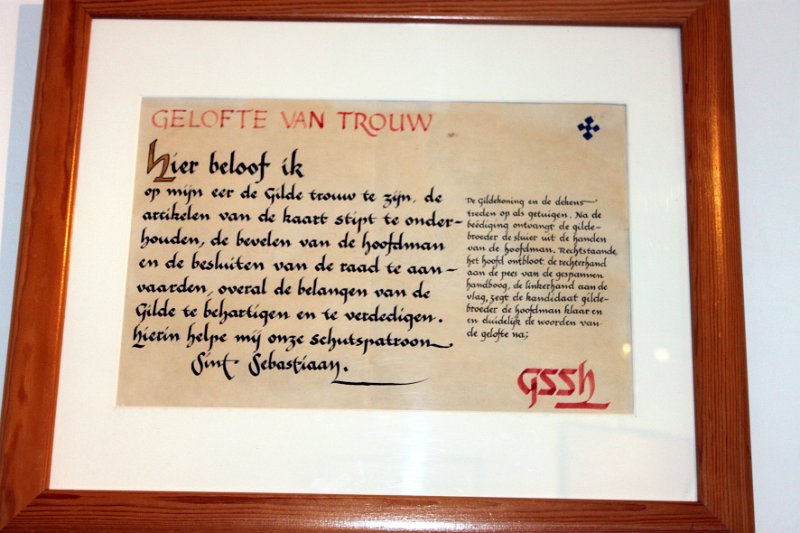 GELOFTE VAN TROUW
Hier beloof ik
op mijn eer de Gilde trouw te zijn, de
artikelen van de kaart stipt te onder-
houden, de bevelen van de hoofdman
en de besluiten van de raad te aan-
vaarden, overal de belangen van de
Gilde te behartigen en te verdedigen.
Hierin helpe mij onze schutspatroon
Sint Sebastiaan.
De Gildekoning en de dekens
treden op als getuigen. Na de
beëdiging ontvangt de gilde-
broeder de sluier uit de handen
van de hoofdman. Rechtstaande,
het hoofd ontbloot de rechterhand
aan de pees van de gespannen
handboog, de linkerhand aan de
vlag, zegt de kandidaat gilde-
broeder de hoofdman klaar en
en duidelijk de woorden van
de gelofte na;
GSSH